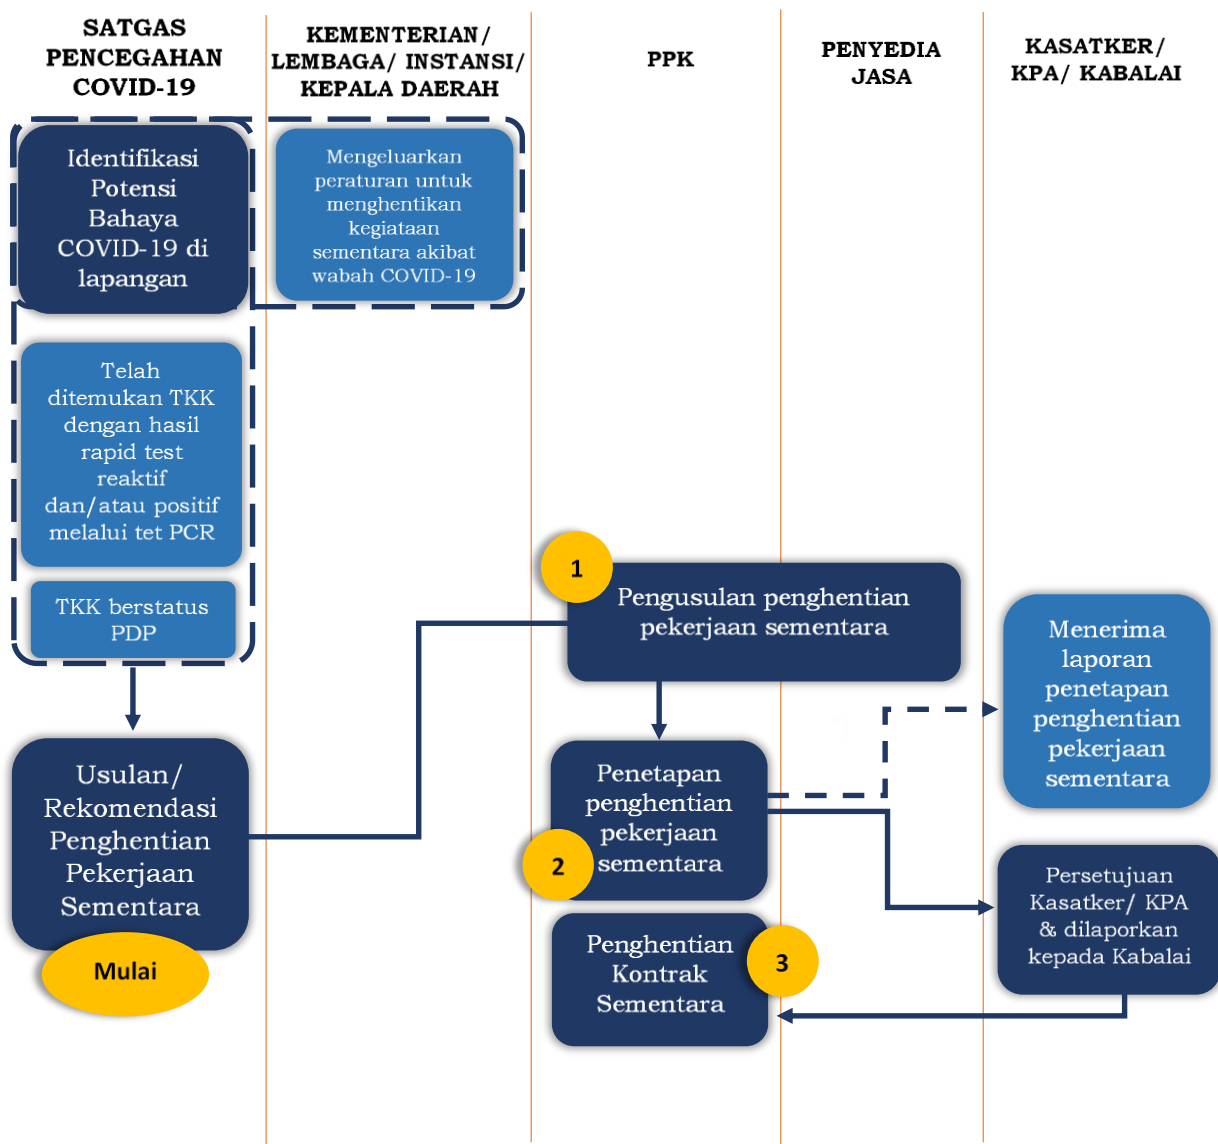 SATGAS
PENCEGAHAN
COVID-19
KEMENTERIAN/
LEMBAGA/ INSTANSI/
KEPALA DAERAH
PPK
PENYEDIA
JASA
KASATKER/
KPA/ KABALAI
Identifikasi
Potensi
Bahaya
COVID-19 di
lapangan
Mengeluarkan
peraturan untuk
menghentikan
kegiataan
sementara akibat
wabah COVID-19
Telah
ditemukan TKK
dengan hasil
rapid test
reaktif
dan/atau positif
melalui tet PCR
TKK berstatus
PDP
1
Pengusulan penghentian
pekerjaan sementara
Menerima
laporan
penetapan
penghentian
pekerjaan
sementara
Usulan/
Rekomendasi
Penghentian
Pekerjaan
Sementara
Mulai
Penetapan
penghentian
pekerjaan
sementara
2
Persetujuan
Kasatker/ KPA
& dilaporkan
kepada Kabalai
Penghentian
Kontrak
Sementara
3